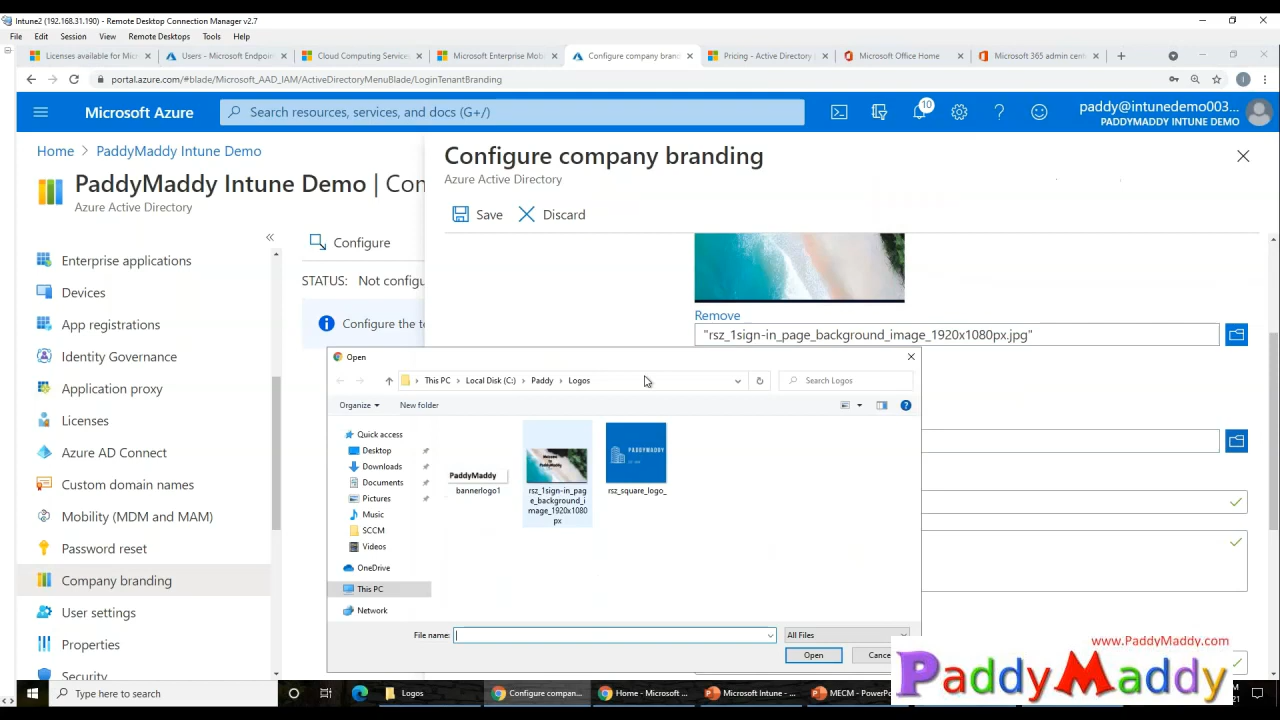 Intune2 (192.168.31.190) - Remote Desktop Connection Manager v2.7
File Edit Session View Remote Desktops Tools Help
Licenses available for Micr
Users - Microsoft Endpoin
Cloud Computing Services
Microsoft Enterprise Mob
Configure company bran
Pricing - Active Directory
Microsoft Office Home
Microsoft 365 admin cent
portal.azure.com/#blade/Microsoft_AAD_IAM/ActiveDirectoryMenuBlade/LoginTenantBranding
Microsoft Azure
Search resources, services, and docs (G+/)
10
paddy@intunedemo003...
PADDYMADDY INTUNE DEMO
Home > PaddyMaddy Intune Demo
PaddyMaddy Intune Demo | Con
Azure Active Directory
Enterprise applications
Devices
App registrations
Identity Governance
Application proxy
Licenses
Azure AD Connect
Custom domain names
Mobility (MDM and MAM)
Password reset
Company branding
User settings
Properties
Security
Configure
STATUS: Not configu
Configure the te
Configure company branding
Azure Active Directory
Save Discard
Remove
"rsz_1sign-in_page_background_image_1920x1080px.jpg"
Open
This PC > Local Disk (C:) > Paddy > Logos
Search Logos
Organize New folder
Quick access
Desktop
Downloads
Documents
Pictures
Music
SCCM
Videos
OneDrive
This PC
Network
PaddyMaddy
bannerlogo1
rsz_1sign-in_pag
e_background_i
mage_1920x1080
px
PADDYMADDY
rsz_square_logo_
File name:
All Files
Open Cance
www.PaddyMaddy.com
PaddyMaddy
Type here to search
Logos
Configure compan...
Home - Microsoft ...
Microsoft Intune - ...
MECM - PowerPo